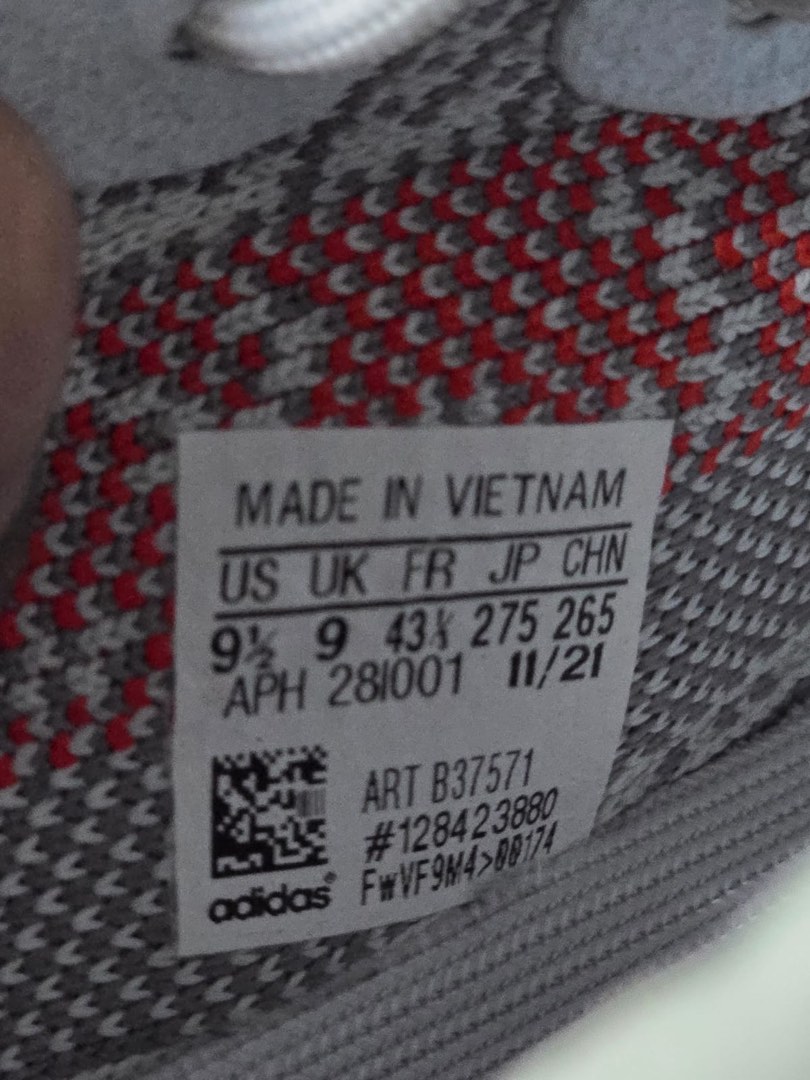 MADE IN VIETNAM
US UK FR JP CHN
9½ 9 43⅓ 275 265
APH 281001 11/21
ART B37571
#128423880
FwVF9M4>00174
adidas®